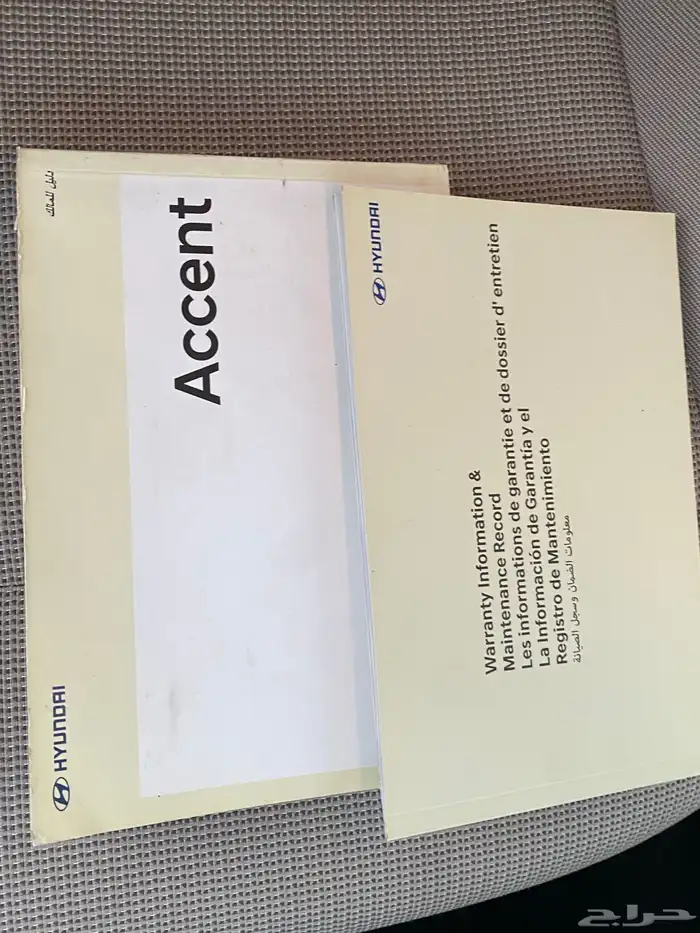 HYUNDAI
دليل المالك
Accent
HYUNDAI
Warranty Information &
Maintenance Record
Les informations de garantie et de dossier d' entretien
La Información de Garantía y el
Registro de Mantenimiento
معلومات الضمان وسجل الصيانة
حراج